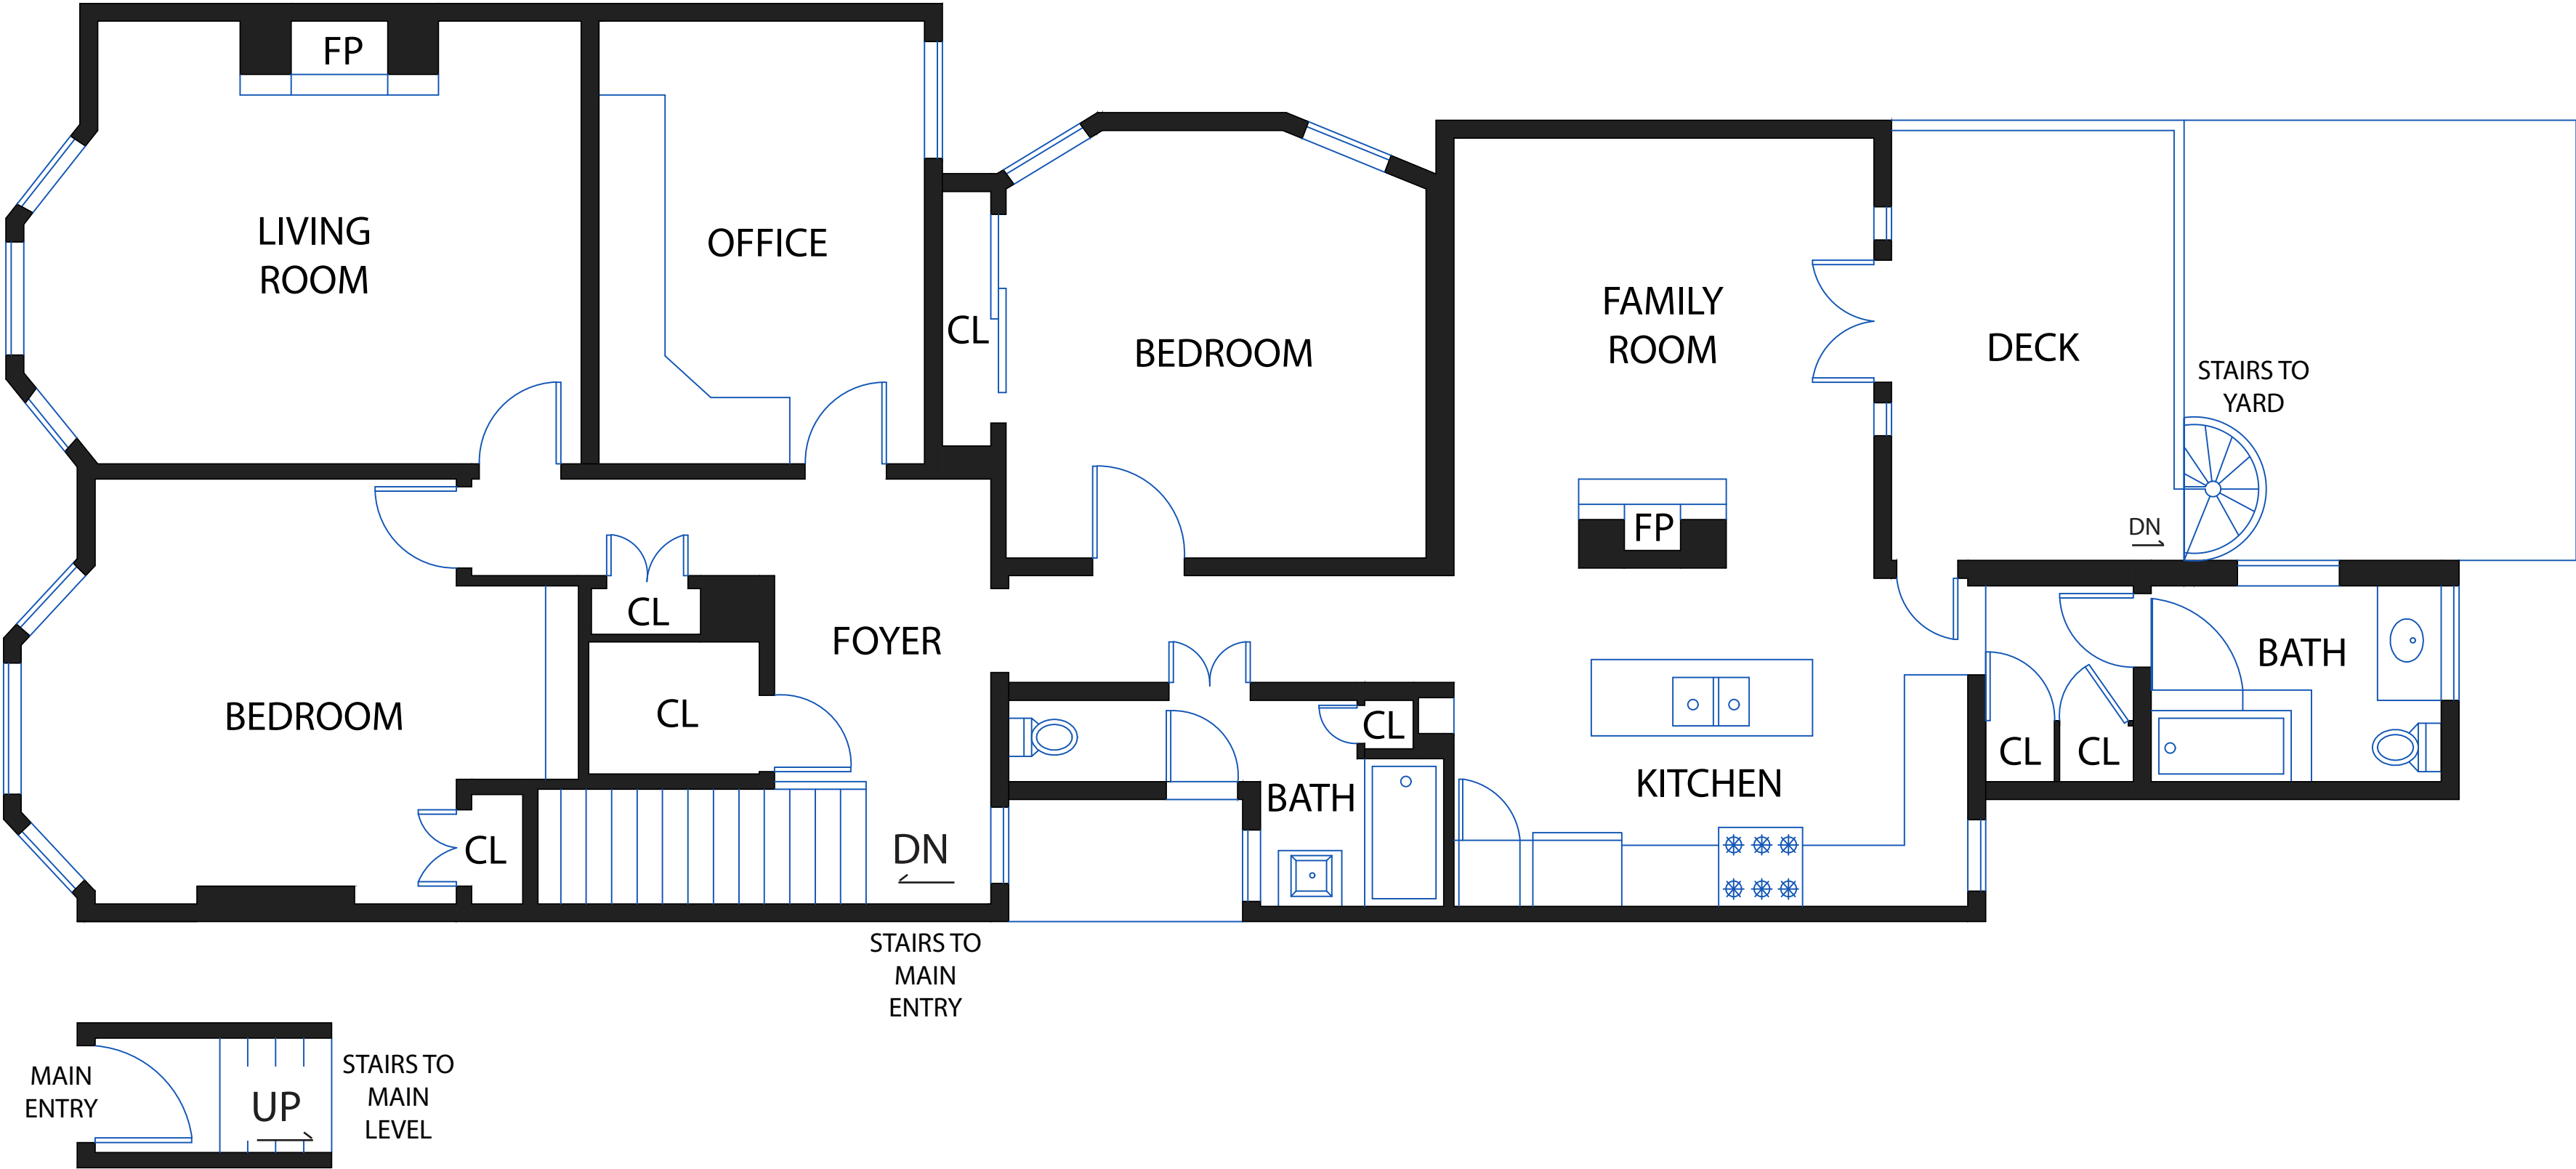 FP
LIVING
ROOM
OFFICE
CL
BEDROOM
FAMILY
ROOM
DECK
STAIRS TO
YARD
FP
DN
CL
FOYER
BATH
BEDROOM
CL
CL
CL
CL
KITCHEN
BATH
CL
DN
STAIRS TO
MAIN
ENTRY
MAIN
ENTRY
UP
STAIRS TO
MAIN
LEVEL